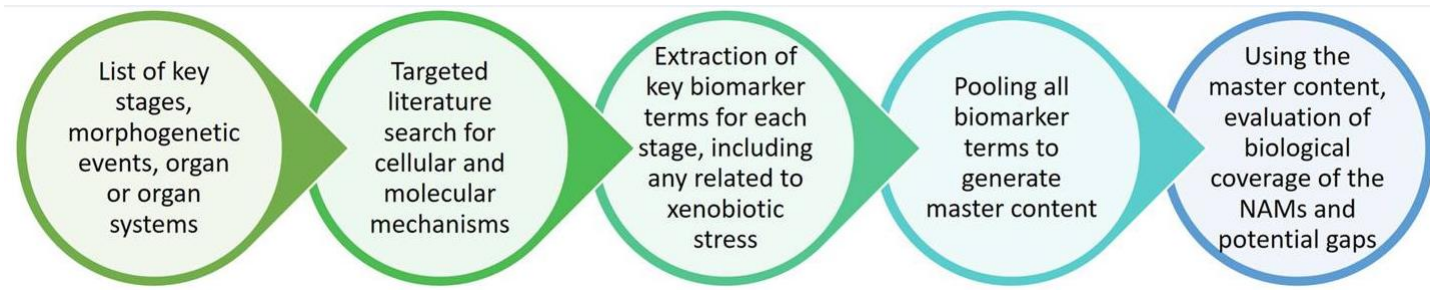 List of key
stages,
morphogenetic
events, organ
or organ
systems
Targeted
literature
search for
cellular and
molecular
mechanisms
Extraction of
key biomarker
terms for each
stage, including
any related to
xenobiotic
stress
Pooling all
biomarker
terms to
generate
master content
Using the
master content,
evaluation of
biological
coverage of the
NAMs and
potential gaps